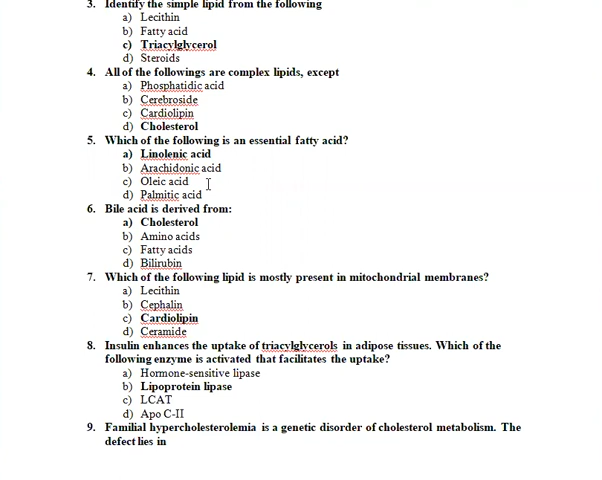 3. Identify the simple lipid from the following
a) Lecithin
b) Fatty acid
c) Triacylglycerol
d) Steroids
4. All of the followings are complex lipids, except
a) Phosphatidic acid
b) Cerebroside
c) Cardiolipin
d) Cholesterol
5. Which of the following is an essential fatty acid?
a) Linolenic acid
b) Arachidonic acid
c) Oleic acid
d) Palmitic acid
6. Bile acid is derived from:
a) Cholesterol
b) Amino acids
c) Fatty acids
d) Bilirubin
7. Which of the following lipid is mostly present in mitochondrial membranes?
a) Lecithin
b) Cephalin
c) Cardiolipin
d) Ceramide
8. Insulin enhances the uptake of triacylglycerols in adipose tissues. Which of the
following enzyme is activated that facilitates the uptake?
a) Hormone-sensitive lipase
b) Lipoprotein lipase
c) LCAT
d) Apo C-II
9. Familial hypercholesterolemia is a genetic disorder of cholesterol metabolism. The
defect lies in